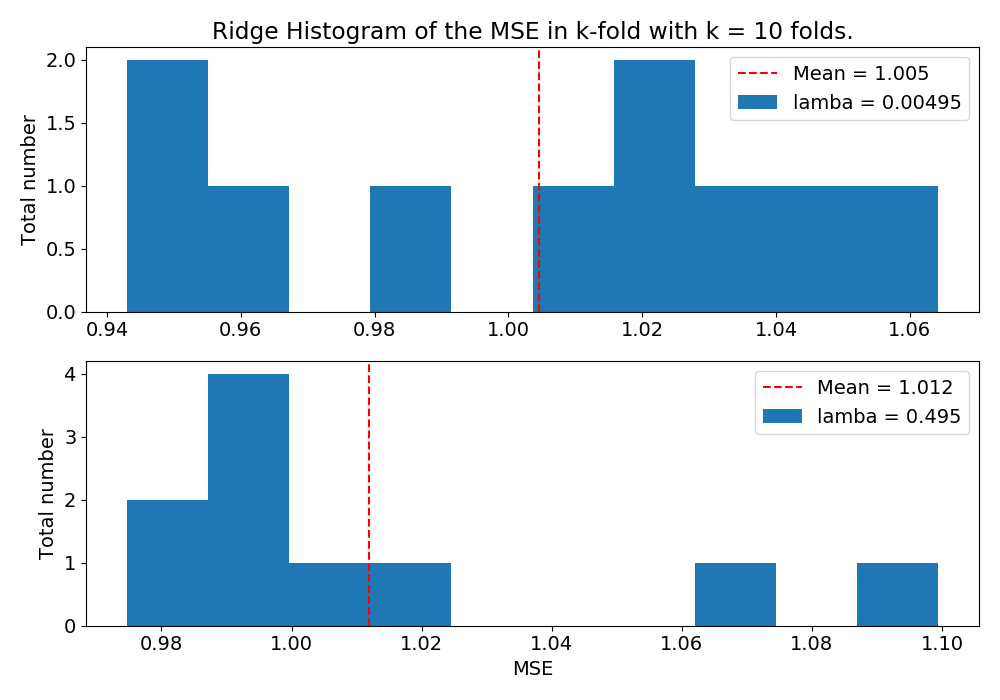 Ridge Histogram of the MSE in k-fold with k = 10 folds.
Total number
2.0
1.5
1.0
0.5
0.0
Mean = 1.005
lamba = 0.00495
0.94 0.96 0.98 1.00 1.02 1.04 1.06
Total number
4
3
2
1
0
Mean = 1.012
lamba = 0.495
0.98 1.00 1.02 1.04 1.06 1.08 1.10
MSE